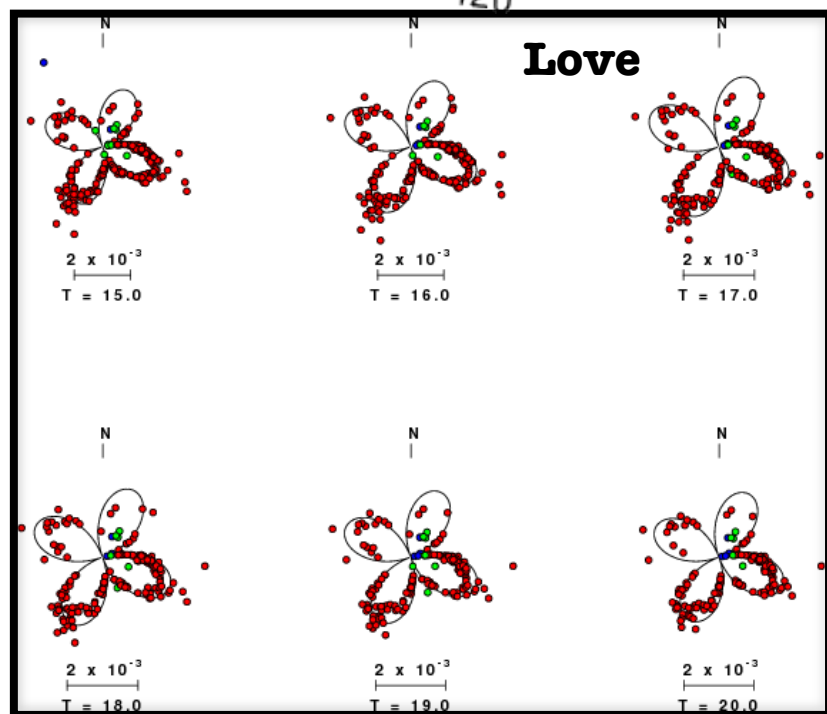 N N N
Love
2 x 10⁻³ 2 x 10⁻³ 2 x 10⁻³
T = 15.0 T = 16.0 T = 17.0
N N N
2 x 10⁻³ 2 x 10⁻³ 2 x 10⁻³
T = 18.0 T = 19.0 T = 20.0